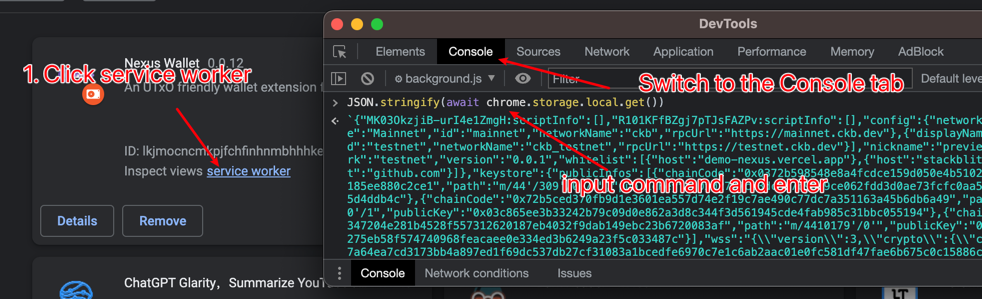 Nexus Wallet 0.0.12
1. Click service worker
An UTxO friendly wallet extension f
ID: lkjmocncm pjfchfinhnmbhhhke
Inspect views service worker
Details
Remove
ChatGPT Glarity, Summarize YouT
DevTools
Elements Console Sources Network Application Performance Memory AdBlock
background.js Filter Default leve
Switch to the Console tab
JSON.stringify(await chrome.storage.local.get())
`{"MK03OkzjiB-urI4e1ZmgH:scriptInfo":[],"R101KFfBZgj7pTJsFAZPv:scriptInfo":[],"config":{"network
e":"Mainnet","id":"mainnet","networkName":"ckb","rpcUrl":"https://mainnet.ckb.dev"},{"displayNam
d":"testnet","networkName":"ckb_testnet","rpcUrl":"https://testnet.ckb.dev"}],"nickname":"previe
rk":"testnet","version":"0.0.1","whitelist":[{"host":"demo-nexus.vercel.app"},{"host":"stackblit
t":"github.com"}]},"keystore":{"publicInfos":[{"chainCode":"0x0372b598548e8a4fcdce159d050e4b5102
185ee880c2ce1","path":"m/44'/309 ce062fdd3d0ae73fcfc0aa5
input command and enter
5d4ddb4c"},{"chainCode":"0x72b5ced370fb9d1e3601ea557d74e2f19c7ae490c77dc7a351163a45b6db6a49","pa
0'/1","publicKey":"0x03c865ee3b33242b79c09d0e862a3d8c344f3d561945cde4fab985c31bbc055194"},{"chai
347204e281b4528f557312620187eb4032f9dab149ebc23b6720083af","path":"m/4410179'/0'","publicKey":"0
275eb58f574740968feacaee0e334ed3b6249a23f5c033487c"}],"wss":"{\\"version\\":3,\\"crypto\\":{\\"c
7a64ea7cd3173bb4a897ed1f69dc537db27cf31083a1bcedfe6970c7e1c6ab2aac01e0fc581df47fae6b675c0c15886c
Console Network conditions Issues